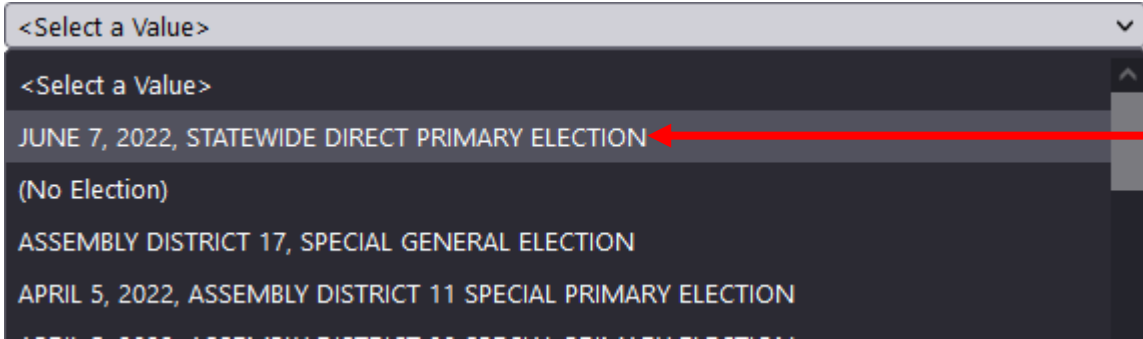 <Select a Value>
<Select a Value>
JUNE 7, 2022, STATEWIDE DIRECT PRIMARY ELECTION
(No Election)
ASSEMBLY DISTRICT 17, SPECIAL GENERAL ELECTION
APRIL 5, 2022, ASSEMBLY DISTRICT 11 SPECIAL PRIMARY ELECTION